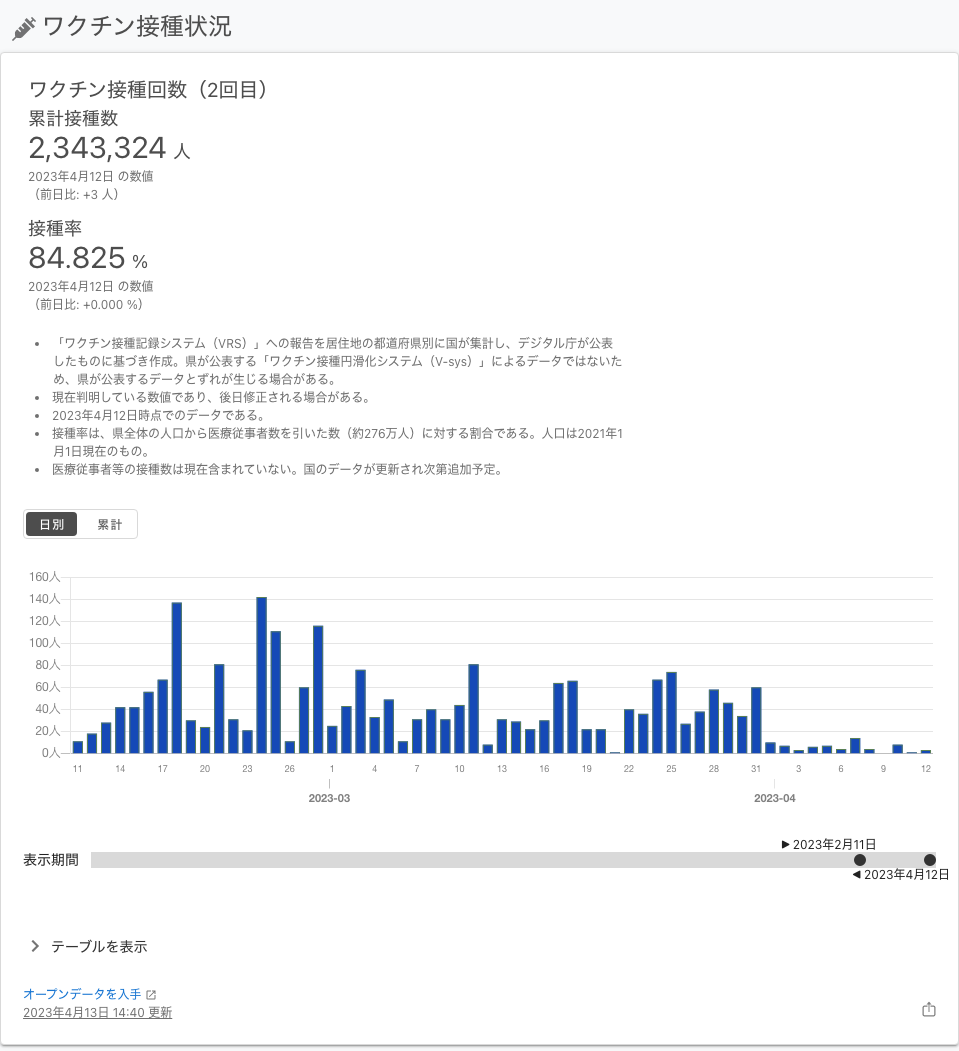 ワクチン接種状況
ワクチン接種回数（2回目）
累計接種数
2,343,324 人
2023年4月12日 の数値
（前日比: +3 人）
接種率
84.825 %
2023年4月12日 の数値
（前日比: +0.000 %）
• 「ワクチン接種記録システム（VRS）」への報告を居住地の都道府県別に国が集計し、デジタル庁が公表
したものに基づき作成。県が公表する「ワクチン接種円滑化システム（V-sys）」によるデータではないた
め、県が公表するデータとずれが生じる場合がある。
• 現在判明している数値であり、後日修正される場合がある。
• 2023年4月12日時点でのデータである。
• 接種率は、県全体の人口から医療従事者数を引いた数（約276万人）に対する割合である。人口は2021年1
月1日現在のもの。
• 医療従事者等の接種数は現在含まれていない。国のデータが更新され次第追加予定。
日別 累計
160人
140人
120人
100人
80人
60人
40人
20人
0人
11 14 17 20 23 26 1 4 7 10 13 16 19 22 25 28 31 3 6 9 12
2023-03 2023-04
▶ 2023年2月11日
表示期間
◀ 2023年4月12日
テーブルを表示
オープンデータを入手
2023年4月13日 14:40 更新